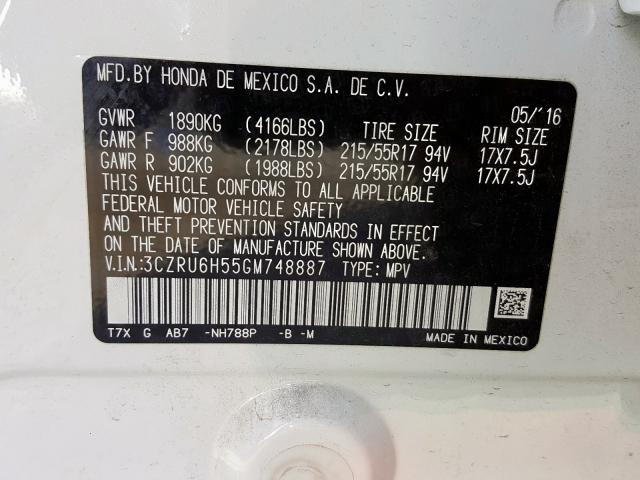 MFD.BY HONDA DE MEXICO S.A. DE C.V.
05/'16
GVWR 1890KG (4166LBS) TIRE SIZE RIM SIZE
GAWR F 988KG (2178LBS) 215/55R17 94V 17X7.5J
GAWR R 902KG (1988LBS) 215/55R17 94V 17X7.5J
THIS VEHICLE CONFORMS TO ALL APPLICABLE
FEDERAL MOTOR VEHICLE SAFETY
AND THEFT PREVENTION STANDARDS IN EFFECT
ON THE DATE OF MANUFACTURE SHOWN ABOVE.
V.I.N.:3CZRU6H55GM748887 TYPE: MPV
T7X G AB7 -NH788P -B -M MADE IN MEXICO